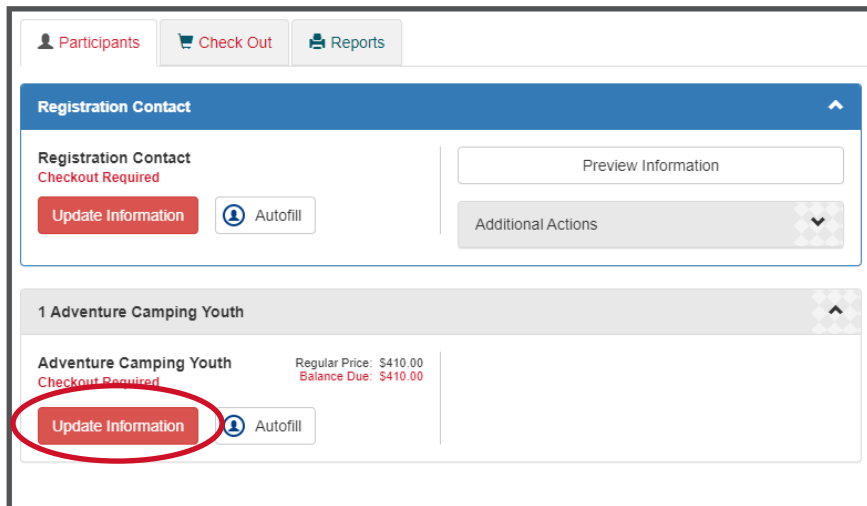 Participants Check Out Reports
Registration Contact
Registration Contact
Checkout Required
Update Information Autofill
Preview Information
Additional Actions
1 Adventure Camping Youth
Adventure Camping Youth Regular Price: $410.00
Checkout Required Balance Due: $410.00
Update Information Autofill